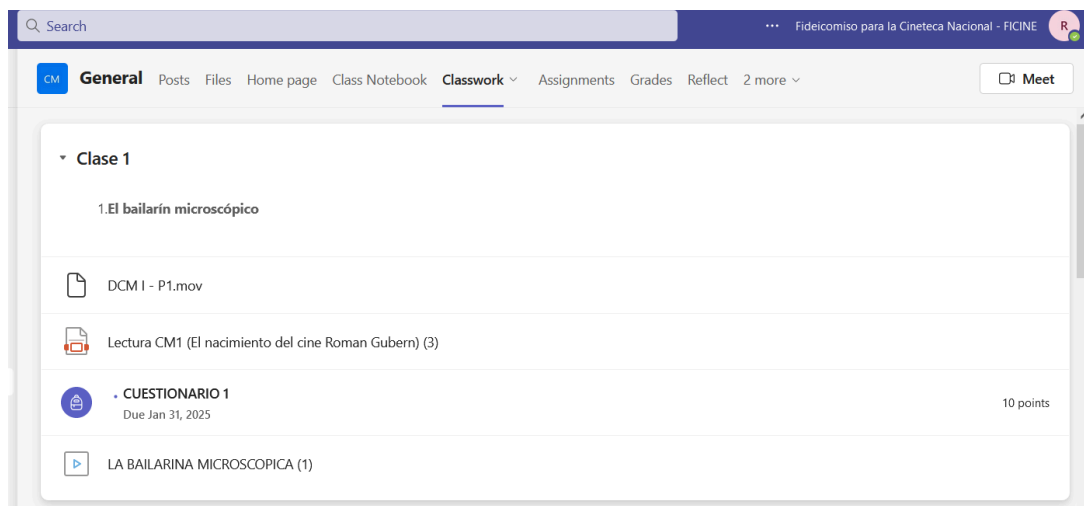 Search
... Fideicomiso para la Cineteca Nacional - FICINE R
CM General Posts Files Home page Class Notebook Classwork Assignments Grades Reflect 2 more Meet
Clase 1
1.El bailarín microscópico
DCM I - P1.mov
Lectura CM1 (El nacimiento del cine Roman Gubern) (3)
CUESTIONARIO 1
Due Jan 31, 2025
10 points
LA BAILARINA MICROSCOPICA (1)